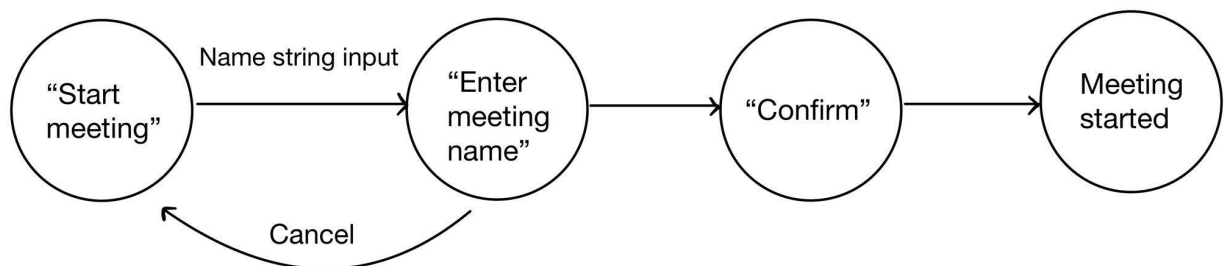 “Start
meeting”
Name string input
“Enter
meeting
name”
“Confirm”
Meeting
started
Cancel